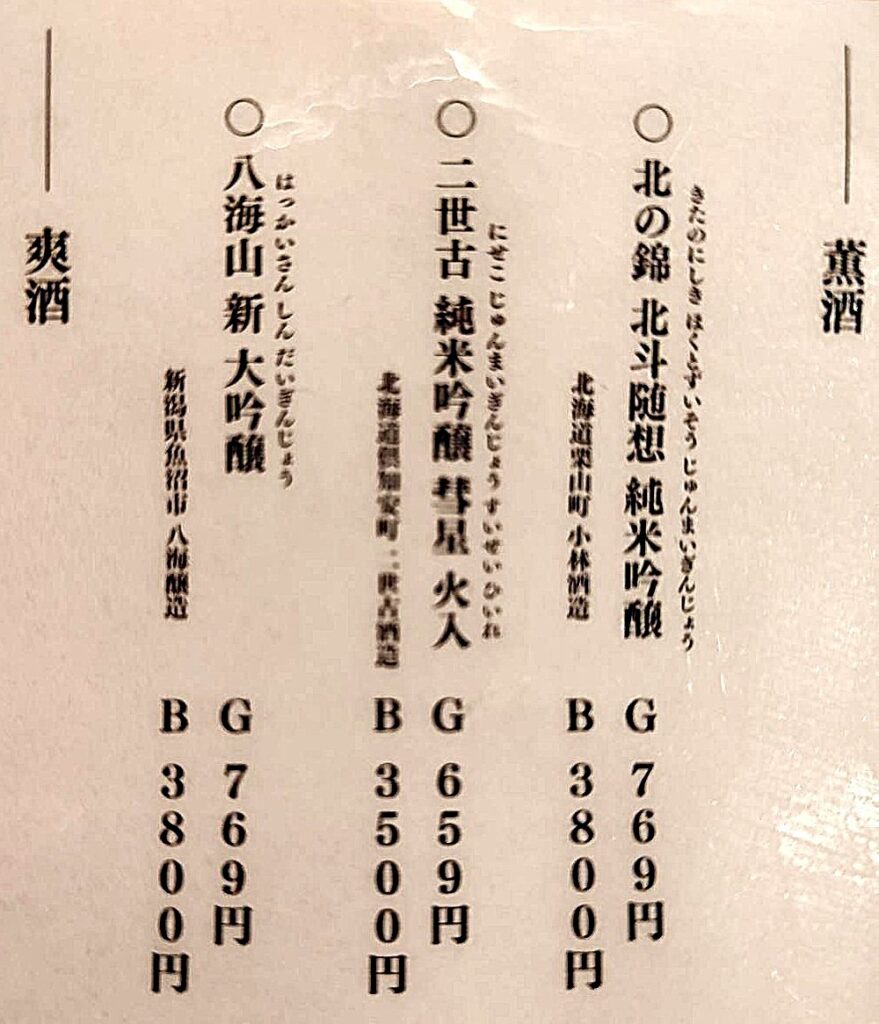 薫酒
きたのにしき ほくとずいそう じゅんまいぎんじょう
〇 北の錦 北斗随想 純米吟醸 G 769円
北海道栗山町 小林酒造 B 3800円
にせこ じゅんまいぎんじょう すいせい ひいれ
〇 二世古 純米吟醸 彗星 火入 G 659円
北海道倶知安町 二世古酒造 B 3500円
はっかいさん しん だいぎんじょう
〇 八海山 新 大吟醸 G 769円
新潟県魚沼市 八海醸造 B 3800円
爽酒